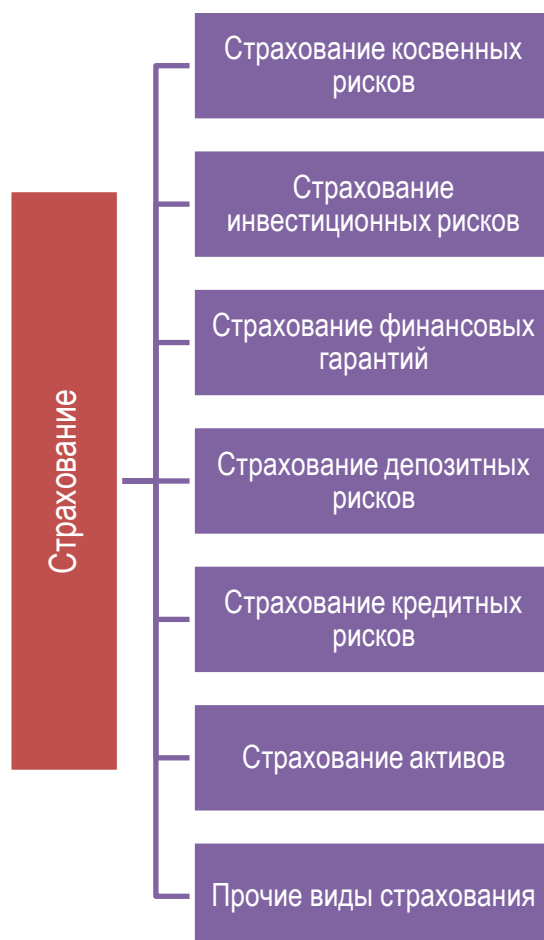 Страхование
Страхование косвенных
рисков
Страхование
инвестиционных рисков
Страхование финансовых
гарантий
Страхование депозитных
рисков
Страхование кредитных
рисков
Страхование активов
Прочие виды страхования